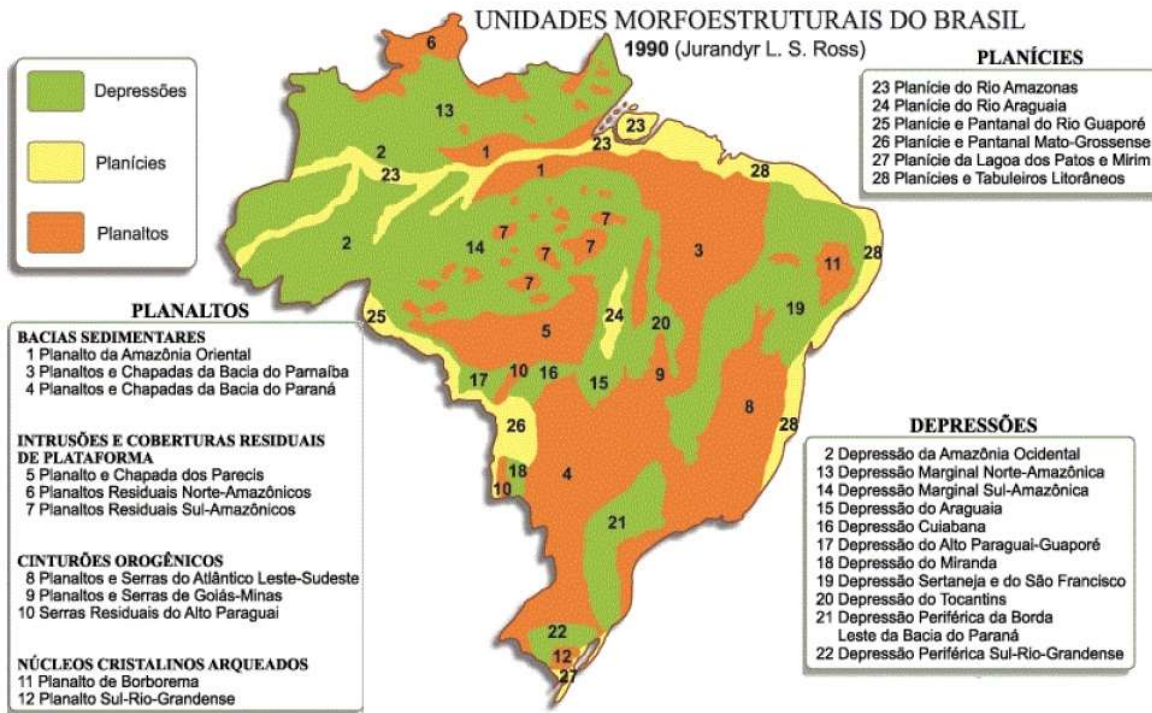 UNIDADES MORFOESTRUTURAIS DO BRASIL
1990 (Jurandyr L. S. Ross)
Depressões
Planícies
Planaltos
PLANÍCIES
23 Planície do Rio Amazonas
24 Planície do Rio Araguaia
25 Planície e Pantanal do Rio Guaporé
26 Planície e Pantanal Mato-Grossense
27 Planície da Lagoa dos Patos e Mirim
28 Planícies e Tabuleiros Litorâneos
6
13
23
2
1
23
23
1
28
2
14
7
7
7
7
7
3
11
28
19
25
5
24
20
17
10
16
15
9
8
26
28
18
10
4
21
22
12
27
PLANALTOS
BACIAS SEDIMENTARES
1 Planalto da Amazônia Oriental
3 Planaltos e Chapadas da Bacia do Parnaíba
4 Planaltos e Chapadas da Bacia do Paraná
INTRUSÕES E COBERTURAS RESIDUAIS
DE PLATAFORMA
5 Planalto e Chapada dos Parecis
6 Planaltos Residuais Norte-Amazônicos
7 Planaltos Residuais Sul-Amazônicos
CINTURÕES OROGÊNICOS
8 Planaltos e Serras do Atlântico Leste-Sudeste
9 Planaltos e Serras de Goiás-Minas
10 Serras Residuais do Alto Paraguai
NÚCLEOS CRISTALINOS ARQUEADOS
11 Planalto de Borborema
12 Planalto Sul-Rio-Grandense
DEPRESSÕES
2 Depressão da Amazônia Ocidental
13 Depressão Marginal Norte-Amazônica
14 Depressão Marginal Sul-Amazônica
15 Depressão do Araguaia
16 Depressão Cuiabana
17 Depressão do Alto Paraguai-Guaporé
18 Depressão do Miranda
19 Depressão Sertaneja e do São Francisco
20 Depressão do Tocantins
21 Depressão Periférica da Borda
Leste da Bacia do Paraná
22 Depressão Periférica Sul-Rio-Grandense